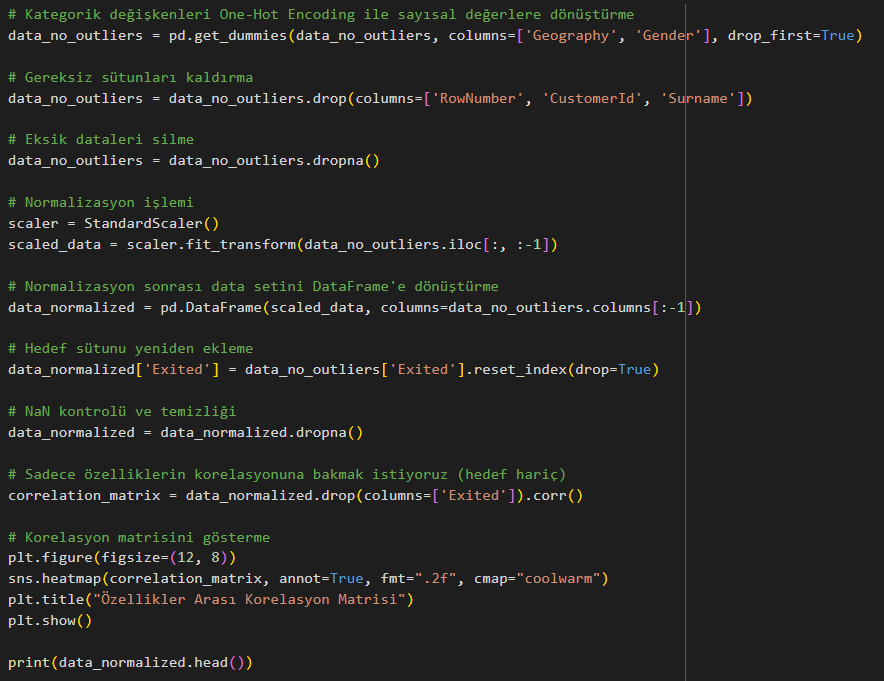 # Kategorik değişkenleri One-Hot Encoding ile sayısal değerlere dönüştürme
data_no_outliers = pd.get_dummies(data_no_outliers, columns=['Geography', 'Gender'], drop_first=True)
# Gereksiz sütunları kaldırma
data_no_outliers = data_no_outliers.drop(columns=['RowNumber', 'CustomerId', 'Surname'])
# Eksik dataleri silme
data_no_outliers = data_no_outliers.dropna()
# Normalizasyon işlemi
scaler = StandardScaler()
scaled_data = scaler.fit_transform(data_no_outliers.iloc[:, :-1])
# Normalizasyon sonrası data setini DataFrame'e dönüştürme
data_normalized = pd.DataFrame(scaled_data, columns=data_no_outliers.columns[:-1])
# Hedef sütunu yeniden ekleme
data_normalized['Exited'] = data_no_outliers['Exited'].reset_index(drop=True)
# NaN kontrolü ve temizliği
data_normalized = data_normalized.dropna()
# Sadece özelliklerin korelasyonuna bakmak istiyoruz (hedef hariç)
correlation_matrix = data_normalized.drop(columns=['Exited']).corr()
# Korelasyon matrisini gösterme
plt.figure(figsize=(12, 8))
sns.heatmap(correlation_matrix, annot=True, fmt=".2f", cmap="coolwarm")
plt.title("Özellikler Arası Korelasyon Matrisi")
plt.show()
print(data_normalized.head())